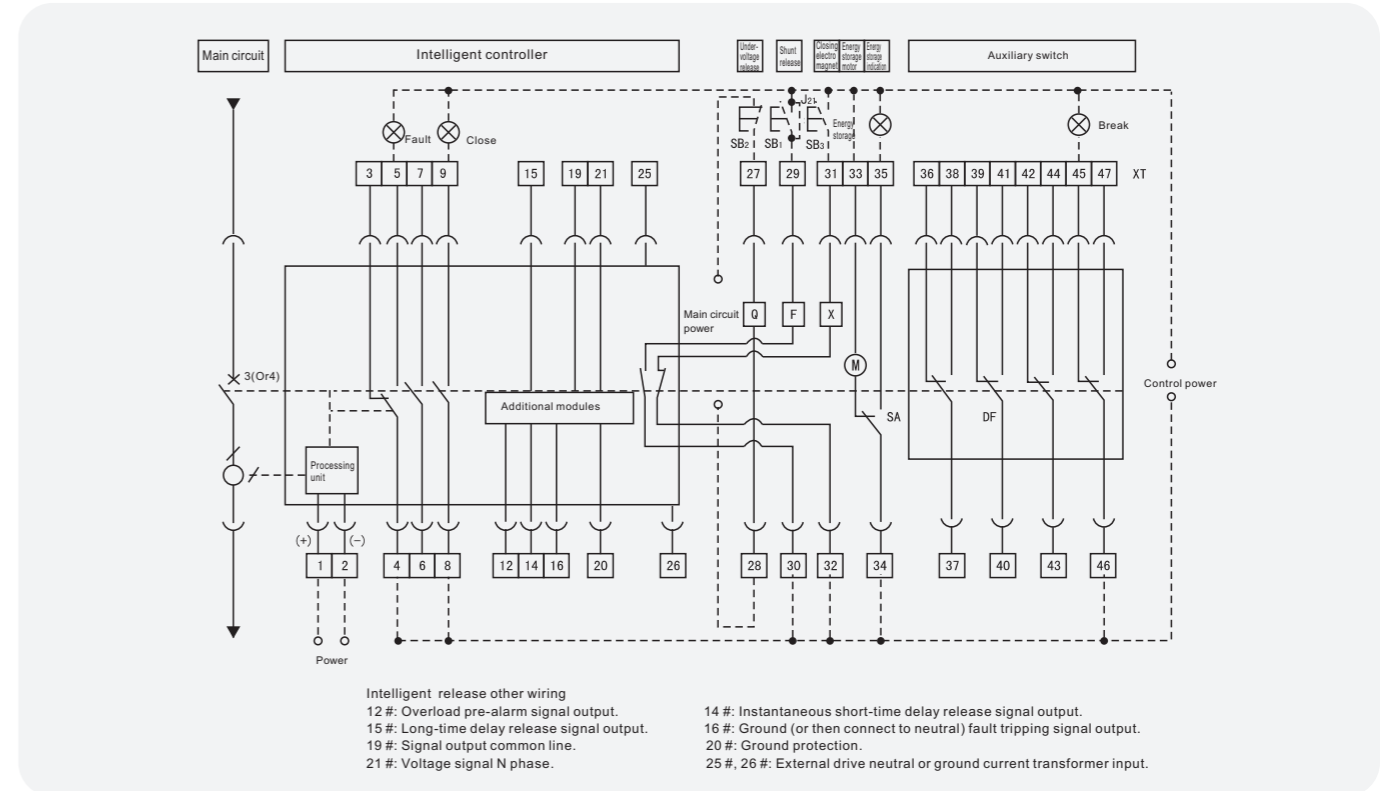 Main circuit
Intelligent controller
Under-
voltage
release
Shunt
release
Closing
electro
magnet
Energy
storage
motor
Energy
storage
indication
Auxiliary switch
J21
Fault
Close
SB2
SB1
SB3
Energy
storage
Break
3 5 7 9 15 19 21 25 27 29 31 33 35 36 38 39 41 42 44 45 47 XT
Main circuit
power
Q F X
M
3(Or4)
Control power
Additional modules
SA
DF
Processing
unit
(+) (−)
1 2 4 6 8 12 14 16 20 26 28 30 32 34 37 40 43 46
Power
Intelligent release other wiring
12 #: Overload pre-alarm signal output.
15 #: Long-time delay release signal output.
19 #: Signal output common line.
21 #: Voltage signal N phase.
14 #: Instantaneous short-time delay release signal output.
16 #: Ground (or then connect to neutral) fault tripping signal output.
20 #: Ground protection.
25 #, 26 #: External drive neutral or ground current transformer input.